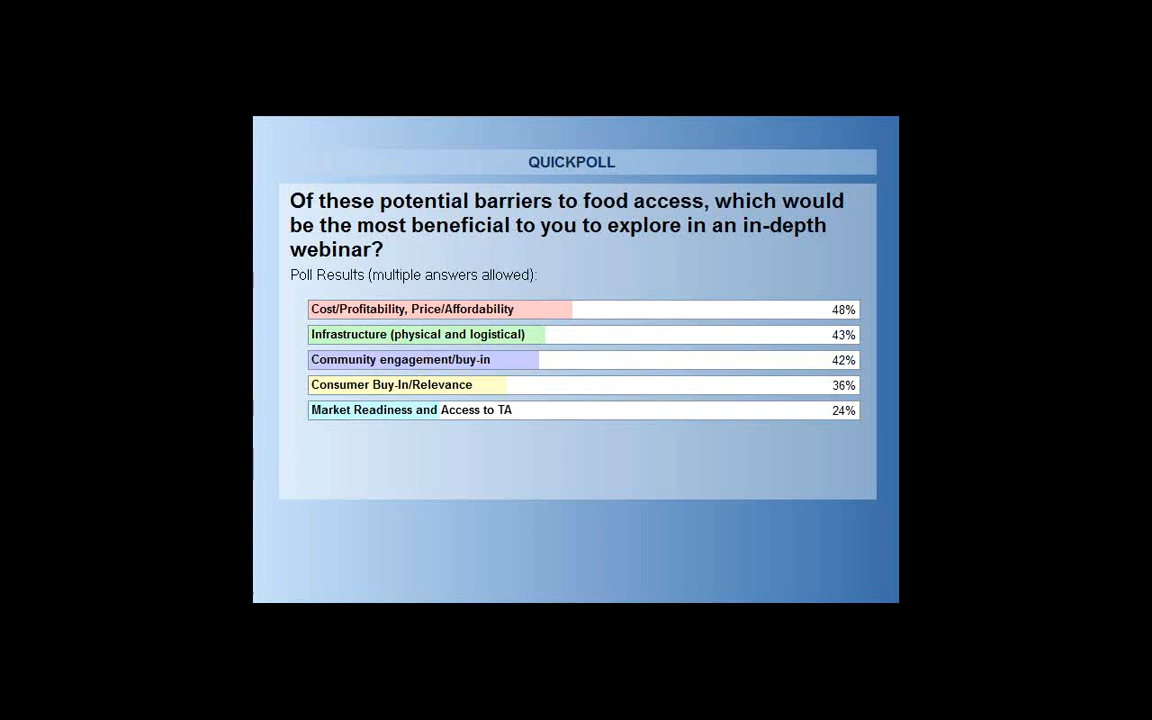 QUICKPOLL
Of these potential barriers to food access, which would
be the most beneficial to you to explore in an in-depth
webinar?
Poll Results (multiple answers allowed):
Cost/Profitability, Price/Affordability 48%
Infrastructure (physical and logistical) 43%
Community engagement/buy-in 42%
Consumer Buy-In/Relevance 36%
Market Readiness and Access to TA 24%